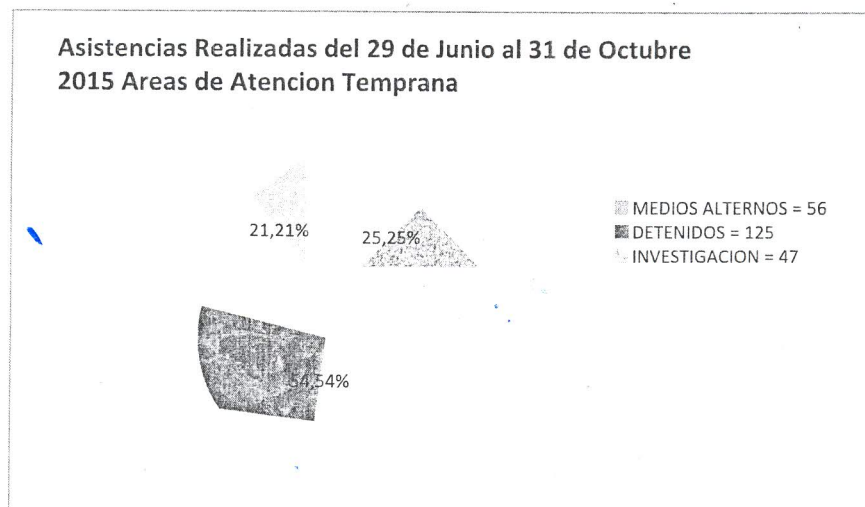 Asistencias Realizadas del 29 de Junio al 31 de Octubre
2015 Areas de Atencion Temprana
21,21%
25,25%
54,54%
MEDIOS ALTERNOS = 56
DETENIDOS = 125
INVESTIGACION = 47